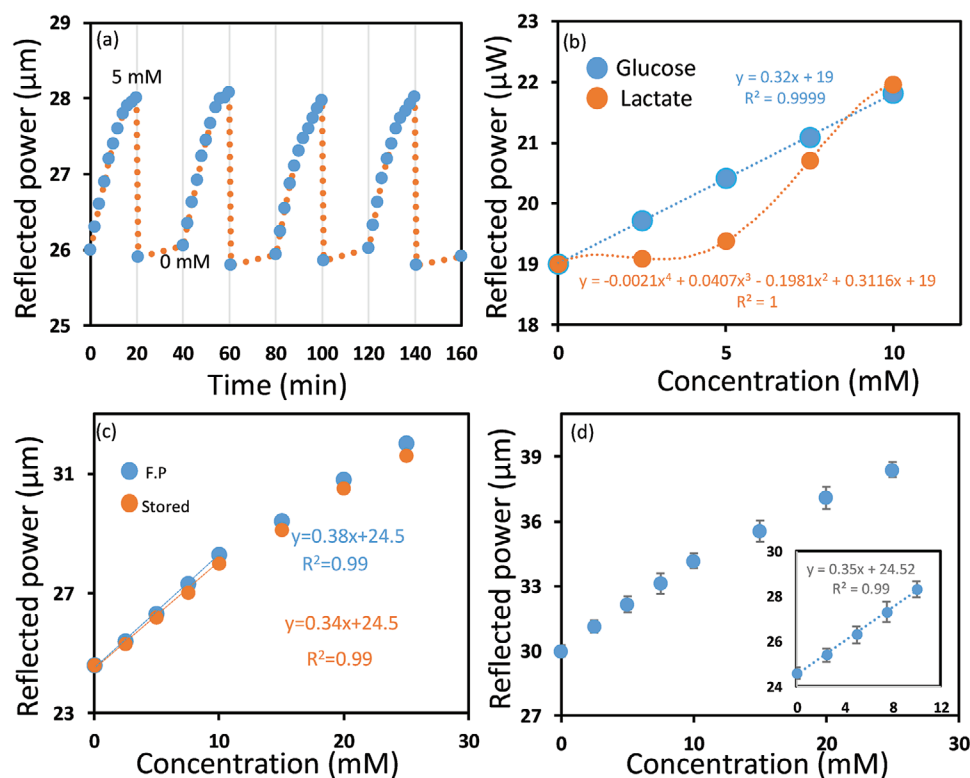 (a)
Reflected power (µm)
29
28
27
26
25
5 mM
0 mM
0 20 40 60 80 100 120 140 160
Time (min)
(b)
Reflected power (µW)
23
22
21
20
19
18
Glucose
Lactate
y = 0.32x + 19
R² = 0.9999
y = -0.0021x⁴ + 0.0407x³ - 0.1981x² + 0.3116x + 19
R² = 1
0 5 10
Concentration (mM)
(c)
Reflected power (µm)
31
27
23
F.P
Stored
y=0.38x+24.5
R²=0.99
y=0.34x+24.5
R²=0.99
0 10 20 30
Concentration (mM)
(d)
Reflected power (µm)
39
36
33
30
27
30
28
26
24
y = 0.35x + 24.52
R² = 0.99
0 4 8 12
0 10 20 30
Concentration (mM)